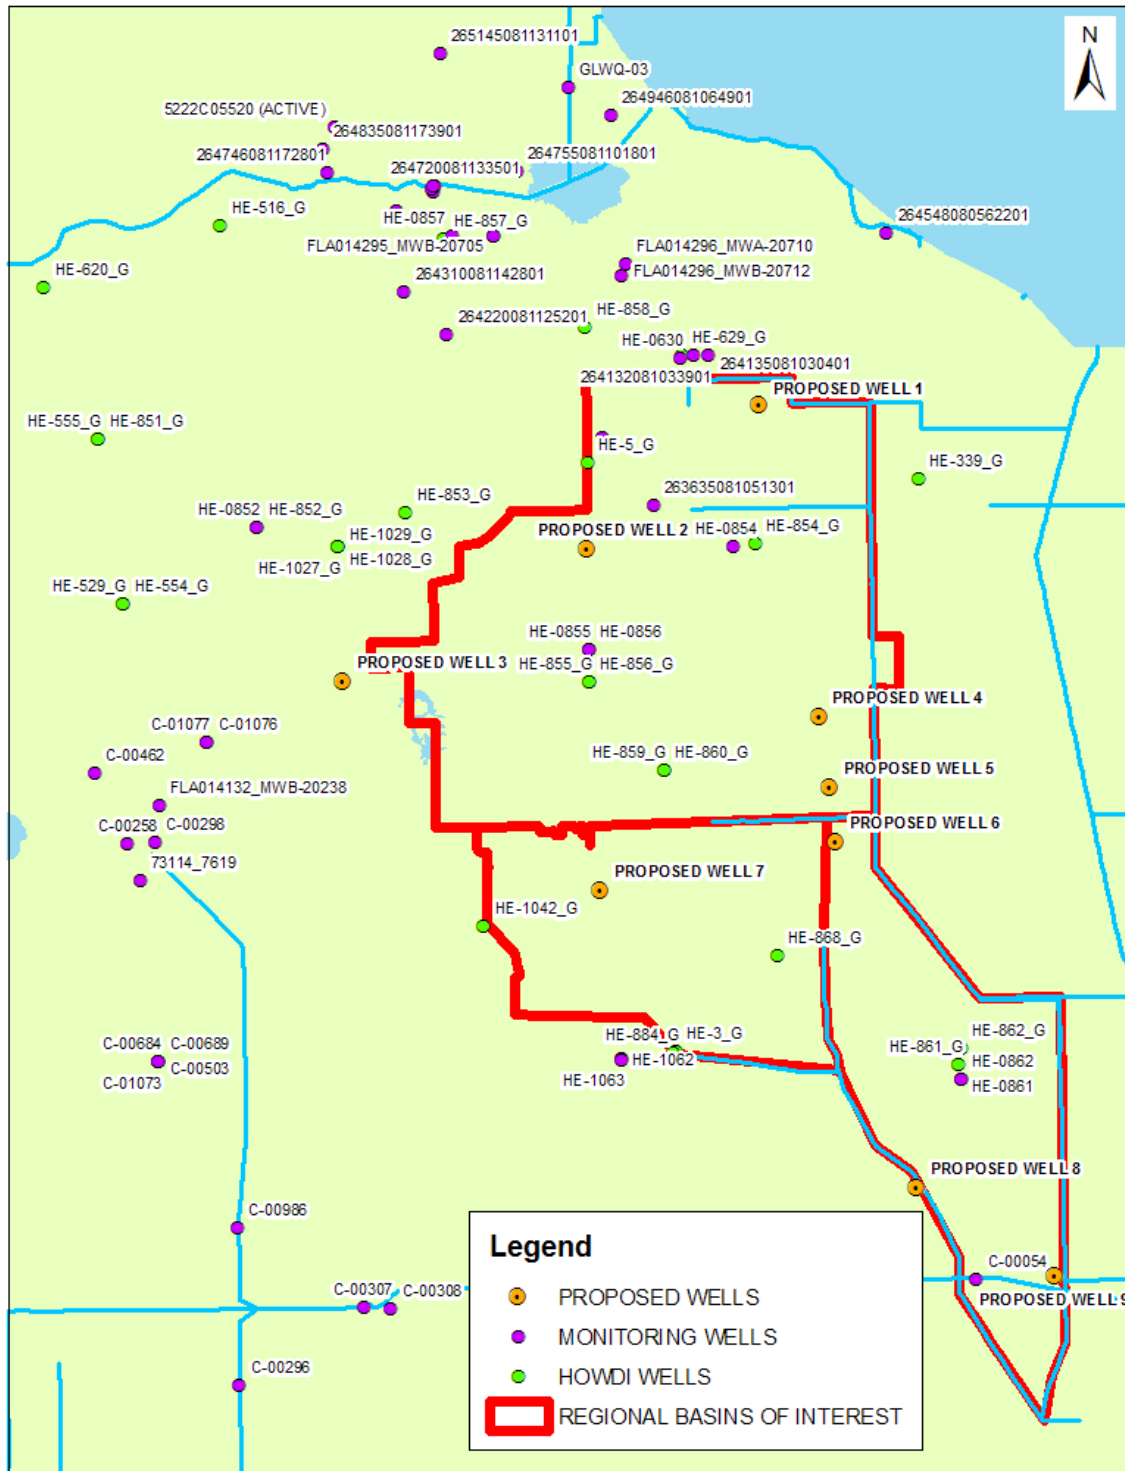 265145081131101
N
GLWQ-03
264946081064901
5222C05520 (ACTIVE)
264835081173901
264746081172801
264755081101801
264720081133501
HE-516_G
HE-0857
HE-857_G
264548080562201
FLA014295_MWB-20705
FLA014296_MWA-20710
HE-620_G
FLA014296_MWB-20712
264310081142801
264220081125201
HE-858_G
HE-0630
HE-629_G
264135081030401
264132081033901
PROPOSED WELL 1
HE-555_G
HE-851_G
HE-5_G
HE-339_G
263635081051301
HE-853_G
HE-0852
HE-852_G
PROPOSED WELL 2
HE-0854
HE-854_G
HE-1029_G
HE-1027_G
HE-1028_G
HE-529_G
HE-554_G
HE-0855
HE-0856
PROPOSED WELL 3
HE-855_G
HE-856_G
PROPOSED WELL 4
C-01077
C-01076
C-00462
HE-859_G
HE-860_G
PROPOSED WELL 5
FLA014132_MWB-20238
C-00258
C-00298
PROPOSED WELL 6
73114_7619
PROPOSED WELL 7
HE-1042_G
HE-868_G
C-00684
C-00689
C-00503
C-01073
HE-884_G
HE-3_G
HE-1062
HE-1063
HE-862_G
HE-861_G
HE-0862
HE-0861
PROPOSED WELL 8
C-00986
C-00054
C-00307
C-00308
PROPOSED WELL 9
C-00296
Legend
PROPOSED WELLS
MONITORING WELLS
HOWDI WELLS
REGIONAL BASINS OF INTEREST